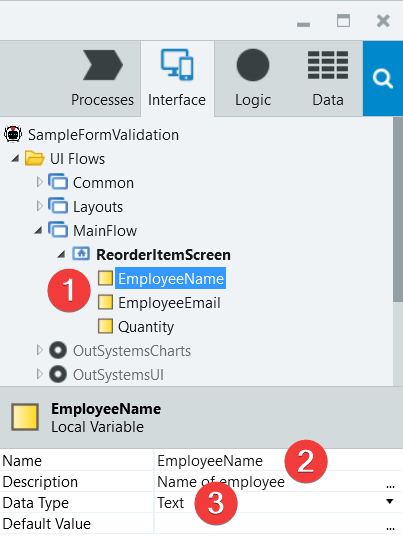 Processes Interface Logic Data
SampleFormValidation
UI Flows
Common
Layouts
MainFlow
ReorderItemScreen
1 EmployeeName
EmployeeEmail
Quantity
OutSystemsCharts
OutSystemsUI
EmployeeName
Local Variable
Name EmployeeName 2
Description Name of employee ...
Data Type Text 3
Default Value ...